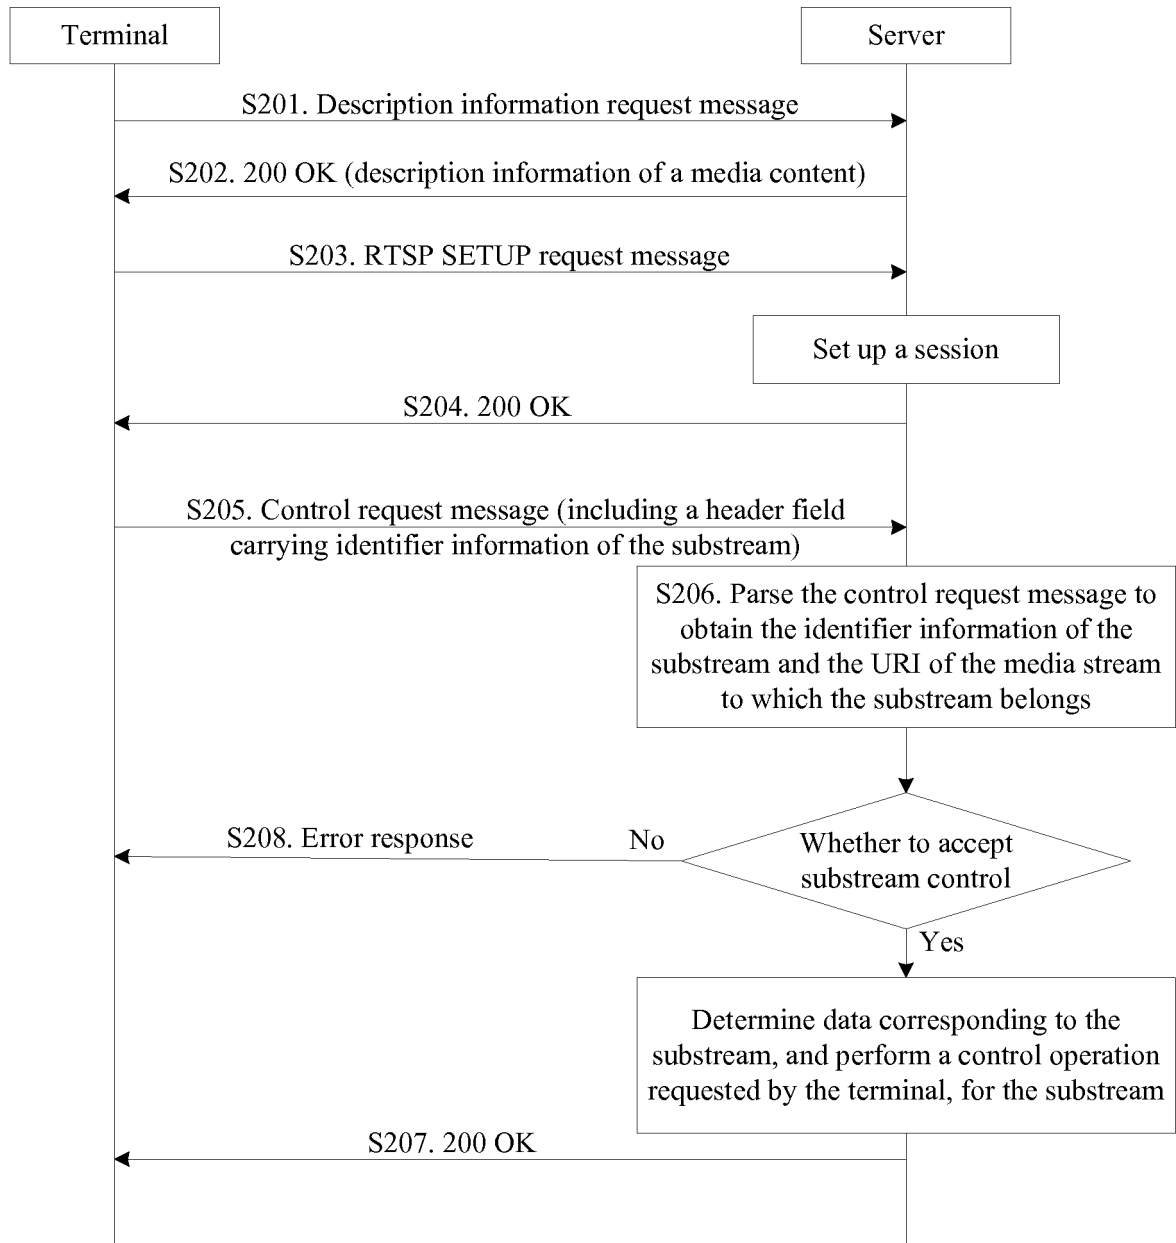 Terminal
Server
S201. Description information request message
S202. 200 OK (description information of a media content)
S203. RTSP SETUP request message
Set up a session
S204. 200 OK
S205. Control request message (including a header field
carrying identifier information of the substream)
S206. Parse the control request message to
obtain the identifier information of the
substream and the URI of the media stream
to which the substream belongs
S208. Error response
No
Whether to accept
substream control
Yes
Determine data corresponding to the
substream, and perform a control operation
requested by the terminal, for the substream
S207. 200 OK